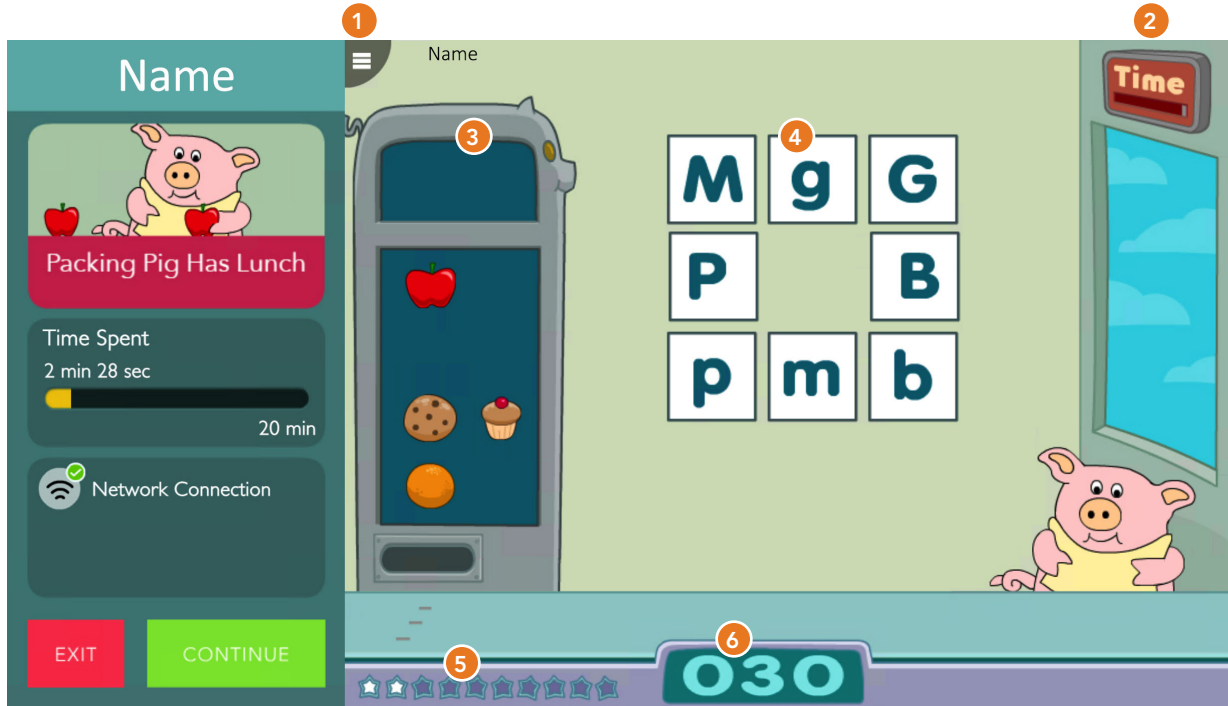 1
2
Name
Name
Time
3
4
M g G
P B
p m b
Packing Pig Has Lunch
Time Spent
2 min 28 sec
20 min
Network Connection
EXIT
CONTINUE
5
6
030